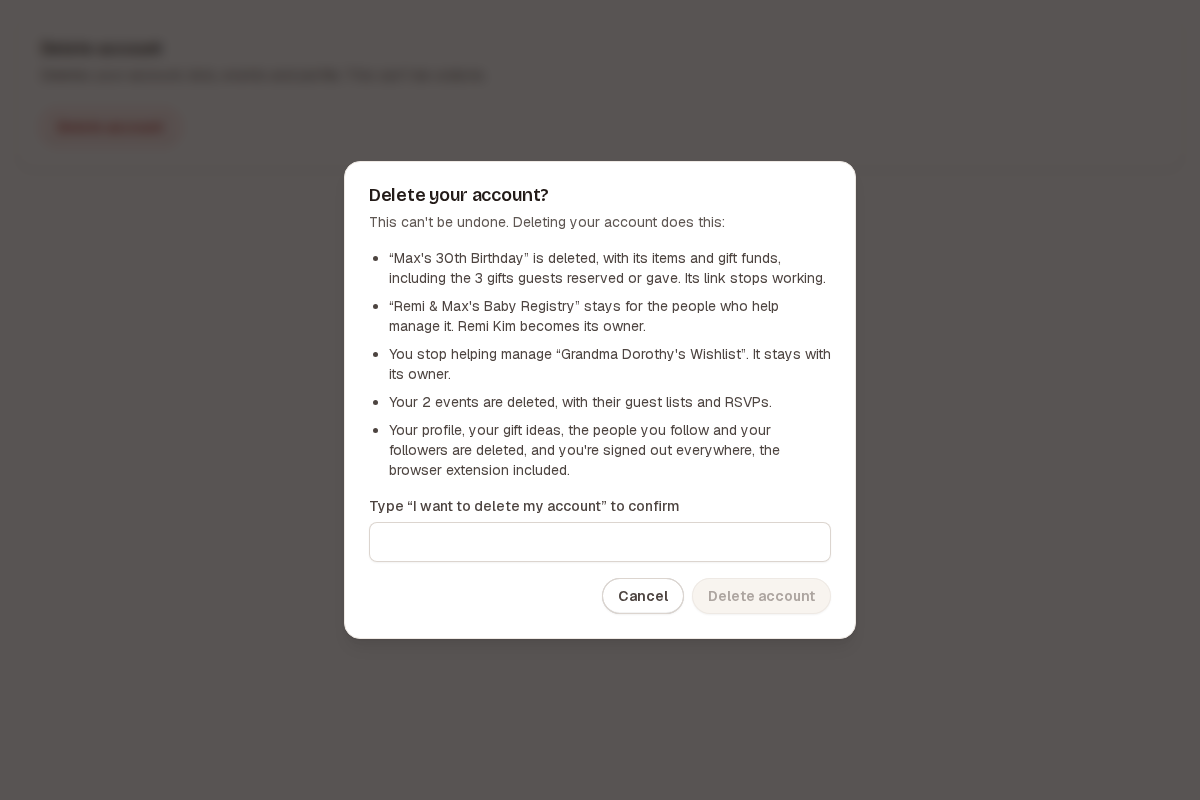 Delete your account?
This can't be undone. Deleting your account does this:
“Max's 30th Birthday” is deleted, with its items and gift funds,
including the 3 gifts guests reserved or gave. Its link stops working.
“Remi & Max's Baby Registry” stays for the people who help
manage it. Remi Kim becomes its owner.
You stop helping manage “Grandma Dorothy's Wishlist”. It stays with
its owner.
Your 2 events are deleted, with their guest lists and RSVPs.
Your profile, your gift ideas, the people you follow and your
followers are deleted, and you're signed out everywhere, the
browser extension included.
Type “I want to delete my account” to confirm
Cancel
Delete account